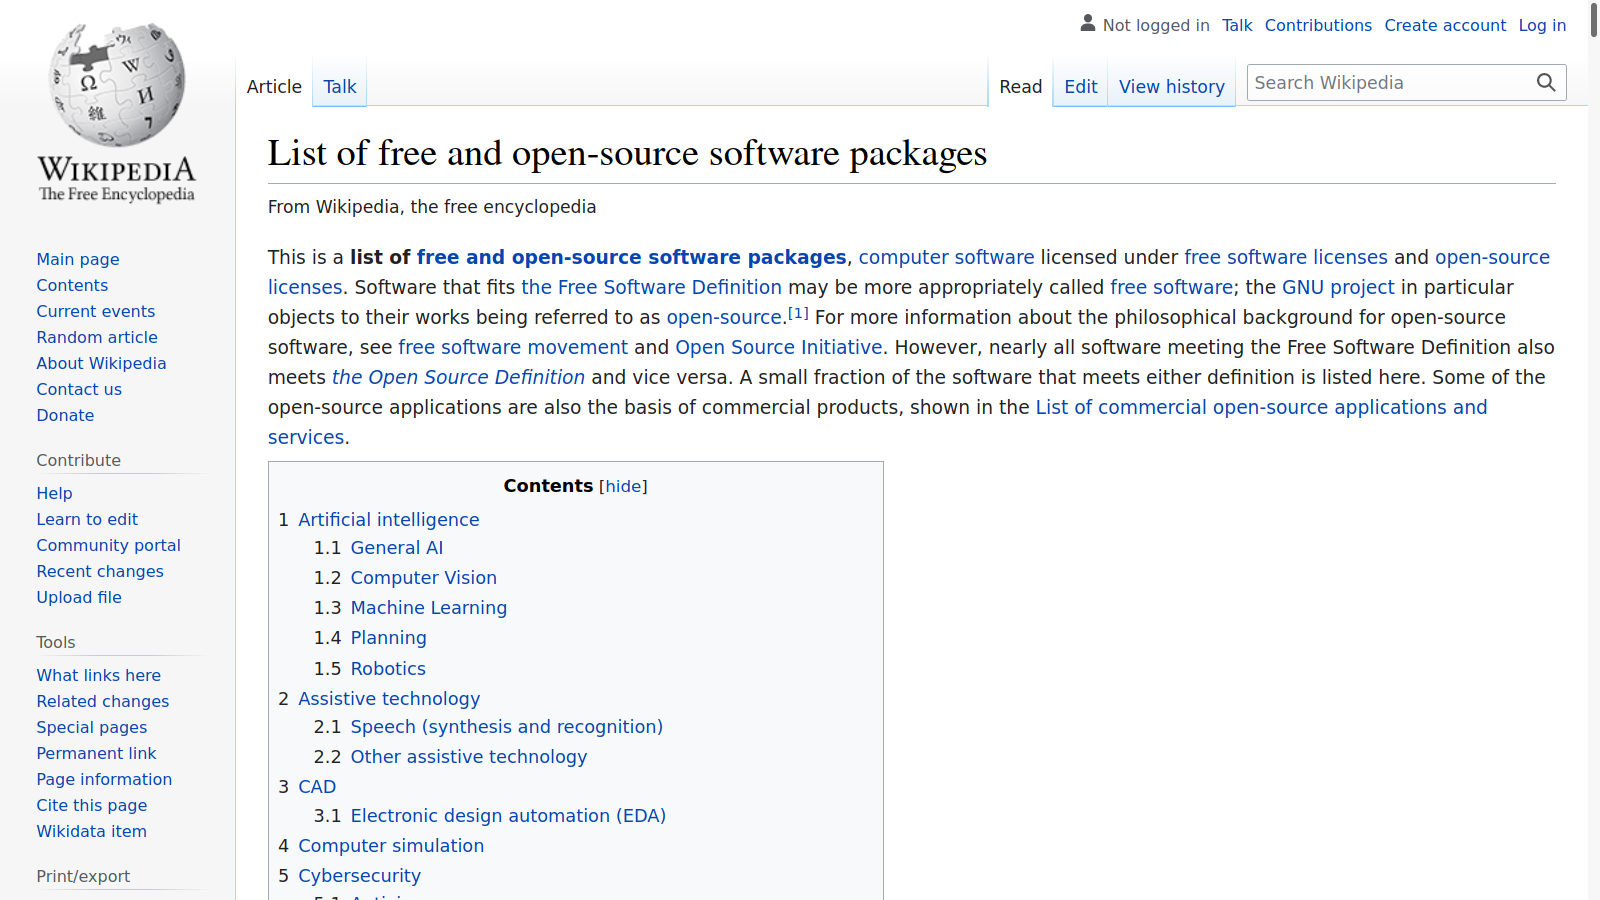 Not logged in Talk Contributions Create account Log in
Article Talk Read Edit View history Search Wikipedia
WIKIPEDIA
The Free Encyclopedia
Main page
Contents
Current events
Random article
About Wikipedia
Contact us
Donate
Contribute
Help
Learn to edit
Community portal
Recent changes
Upload file
Tools
What links here
Related changes
Special pages
Permanent link
Page information
Cite this page
Wikidata item
Print/export
List of free and open-source software packages
From Wikipedia, the free encyclopedia
This is a list of free and open-source software packages, computer software licensed under free software licenses and open-source
licenses. Software that fits the Free Software Definition may be more appropriately called free software; the GNU project in particular
objects to their works being referred to as open-source.[1] For more information about the philosophical background for open-source
software, see free software movement and Open Source Initiative. However, nearly all software meeting the Free Software Definition also
meets the Open Source Definition and vice versa. A small fraction of the software that meets either definition is listed here. Some of the
open-source applications are also the basis of commercial products, shown in the List of commercial open-source applications and
services.
Contents [hide]
1 Artificial intelligence
1.1 General AI
1.2 Computer Vision
1.3 Machine Learning
1.4 Planning
1.5 Robotics
2 Assistive technology
2.1 Speech (synthesis and recognition)
2.2 Other assistive technology
3 CAD
3.1 Electronic design automation (EDA)
4 Computer simulation
5 Cybersecurity